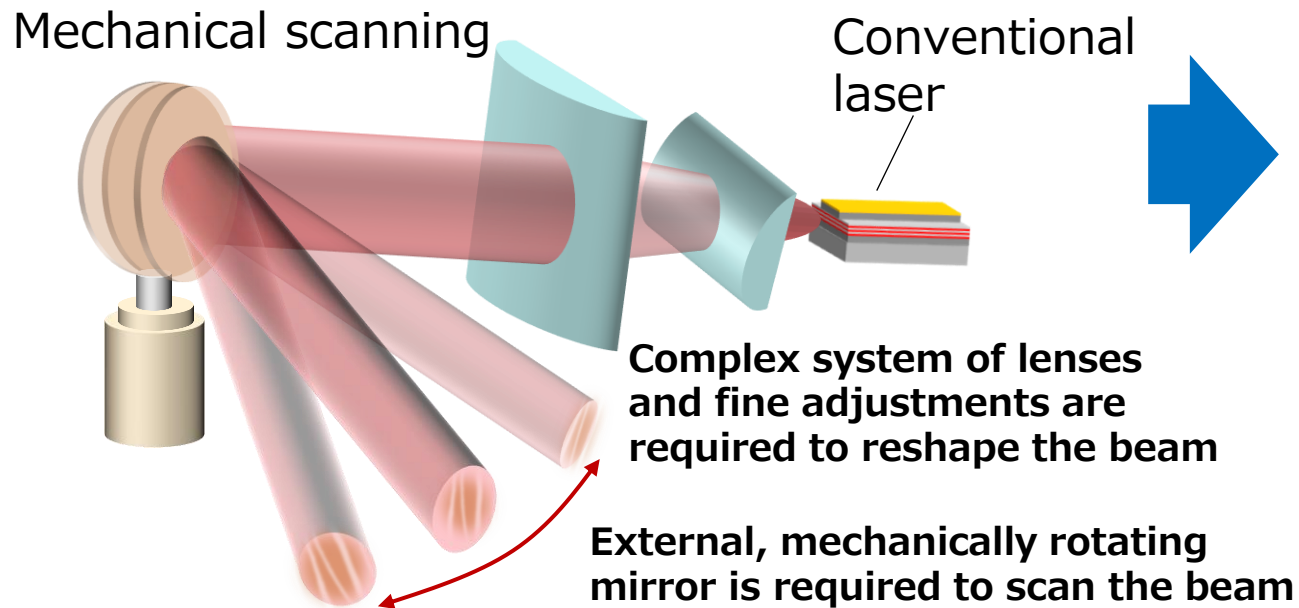 Mechanical scanning
Conventional
laser
Complex system of lenses
and fine adjustments are
required to reshape the beam
External, mechanically rotating
mirror is required to scan the beam